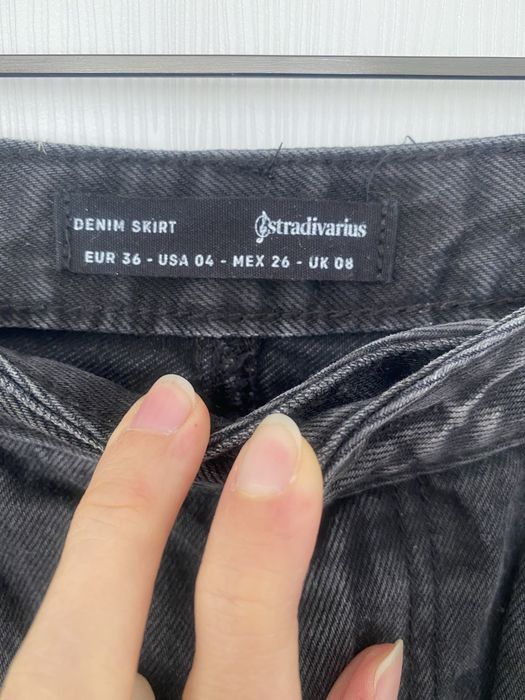 DENIM SKIRT stradivarius
EUR 36 - USA 04 - MEX 26 - UK 08